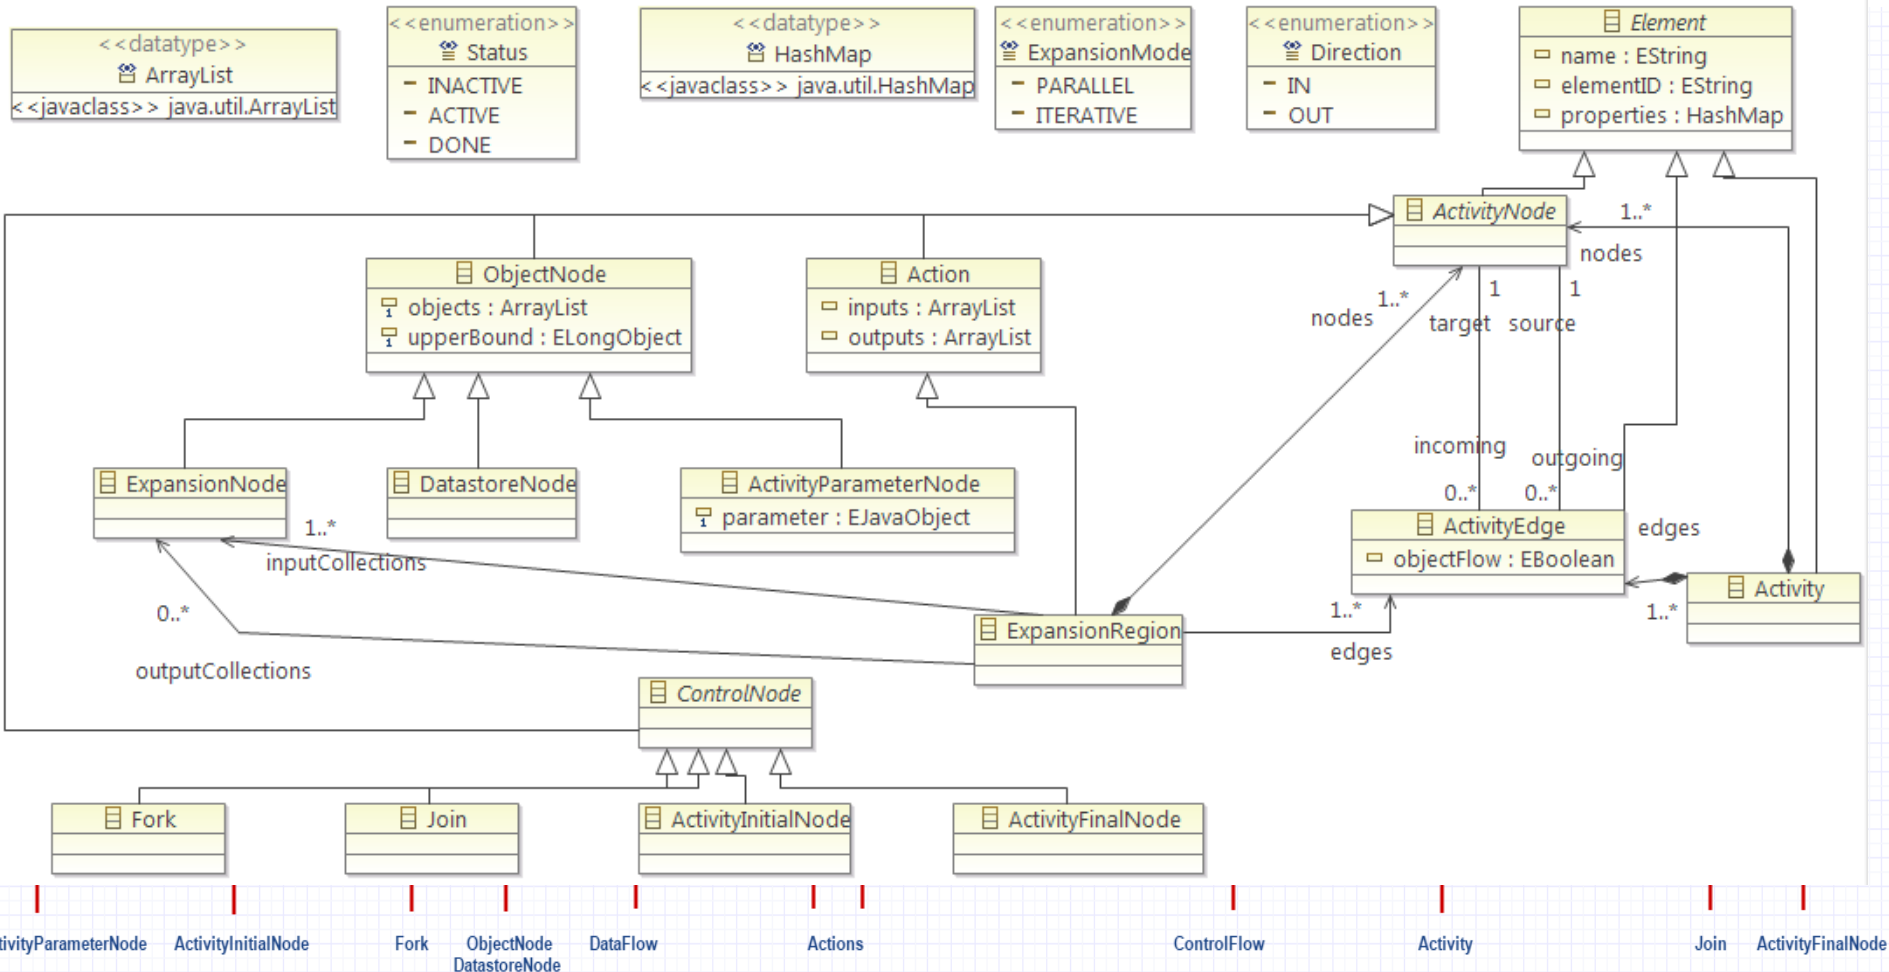 <<datatype>>
ArrayList
<<javaclass>> java.util.ArrayList
<<enumeration>>
Status
INACTIVE
ACTIVE
DONE
<<datatype>>
HashMap
<<javaclass>> java.util.HashMap
<<enumeration>>
ExpansionMode
PARALLEL
ITERATIVE
<<enumeration>>
Direction
IN
OUT
Element
name : EString
elementID : EString
properties : HashMap
ActivityNode
1..*
nodes
ObjectNode
objects : ArrayList
upperBound : ELongObject
Action
inputs : ArrayList
outputs : ArrayList
1..*
nodes
1
target
1
source
incoming
0..*
outgoing
0..*
ExpansionNode
DatastoreNode
ActivityParameterNode
parameter : EJavaObject
ActivityEdge
objectFlow : EBoolean
edges
1..*
Activity
1..*
inputCollections
0..*
outputCollections
ExpansionRegion
1..*
edges
ControlNode
Fork
Join
ActivityInitialNode
ActivityFinalNode
tivityParameterNode
ActivityInitialNode
Fork
ObjectNode
DatastoreNode
DataFlow
Actions
ControlFlow
Activity
Join
ActivityFinalNode